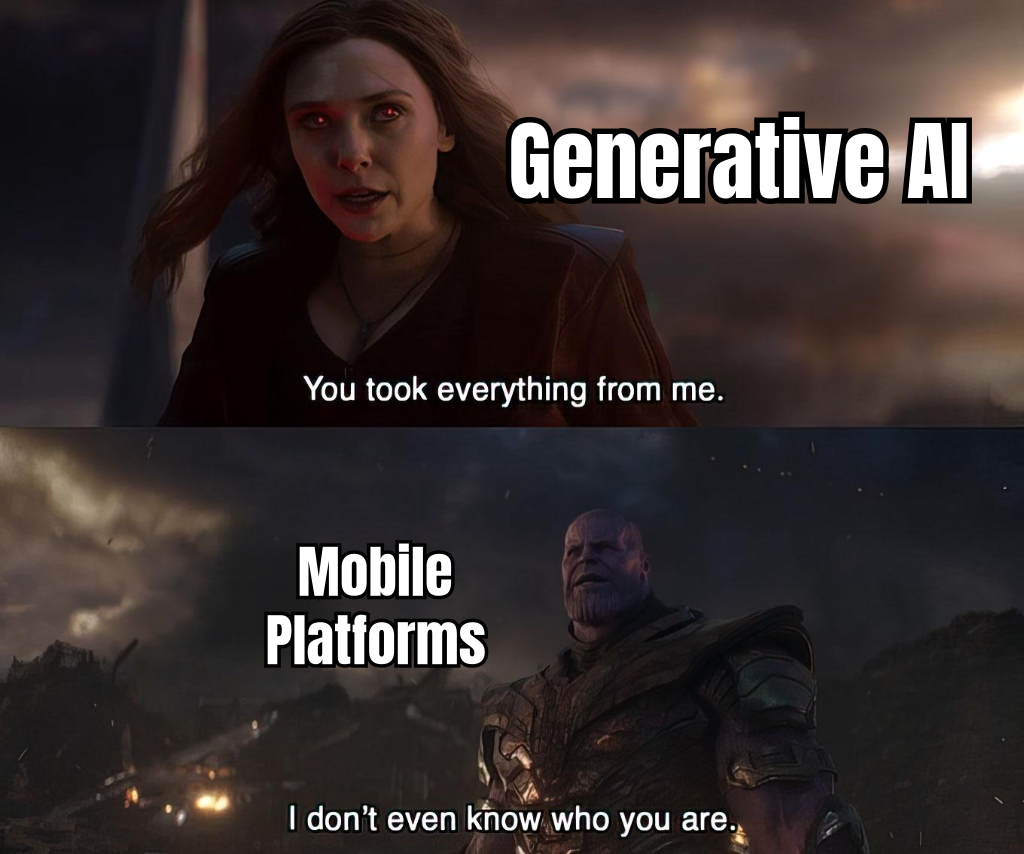 Generative AI
You took everything from me.
Mobile
Platforms
I don't even know who you are.